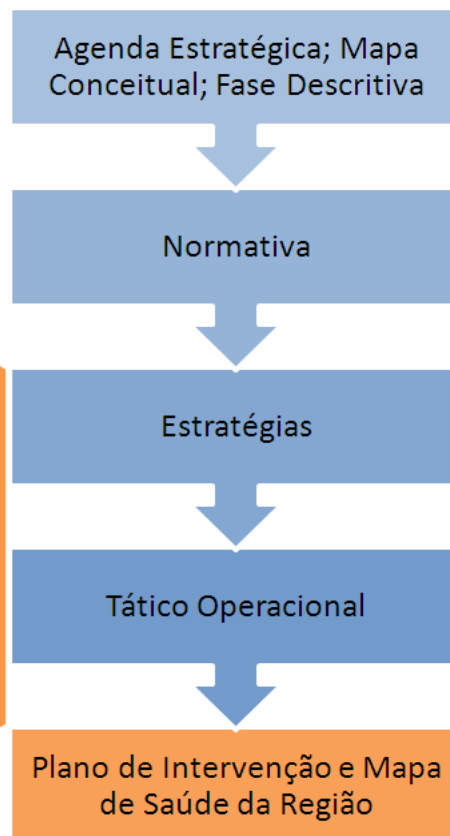 Agenda Estratégica; Mapa
Conceitual; Fase Descritiva
Normativa
Estratégias
Tático Operacional
Plano de Intervenção e Mapa
de Saúde da Região